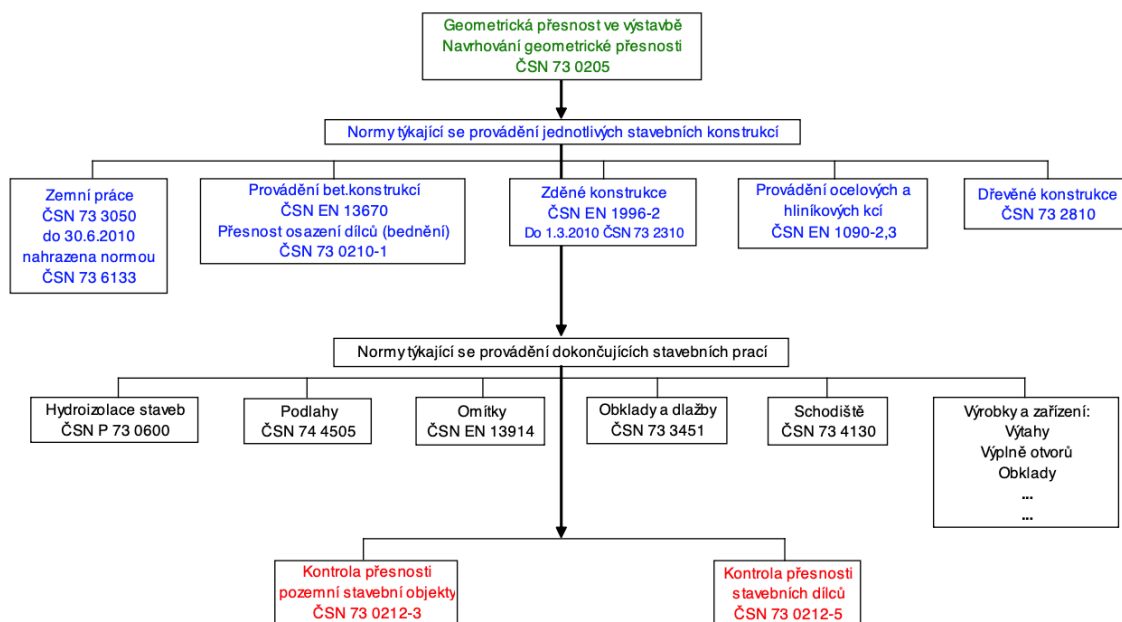 Geometrická přesnost ve výstavbě
Navrhování geometrické přesnosti
ČSN 73 0205
Normy týkající se provádění jednotlivých stavebních konstrukcí
Zemní práce
ČSN 73 3050
do 30.6.2010
nahrazena normou
ČSN 73 6133
Provádění bet.konstrukcí
ČSN EN 13670
Přesnost osazení dílců (bednění)
ČSN 73 0210-1
Zděné konstrukce
ČSN EN 1996-2
Do 1.3.2010 ČSN 73 2310
Provádění ocelových a
hliníkových kcí
ČSN EN 1090-2,3
Dřevěné konstrukce
ČSN 73 2810
Normy týkající se provádění dokončujících stavebních prací
Hydroizolace staveb
ČSN P 73 0600
Podlahy
ČSN 74 4505
Omítky
ČSN EN 13914
Obklady a dlažby
ČSN 73 3451
Schodiště
ČSN 73 4130
Výrobky a zařízení:
Výtahy
Výplně otvorů
Obklady
...
...
Kontrola přesnosti
pozemní stavební objekty
ČSN 73 0212-3
Kontrola přesnosti
stavebních dílců
ČSN 73 0212-5